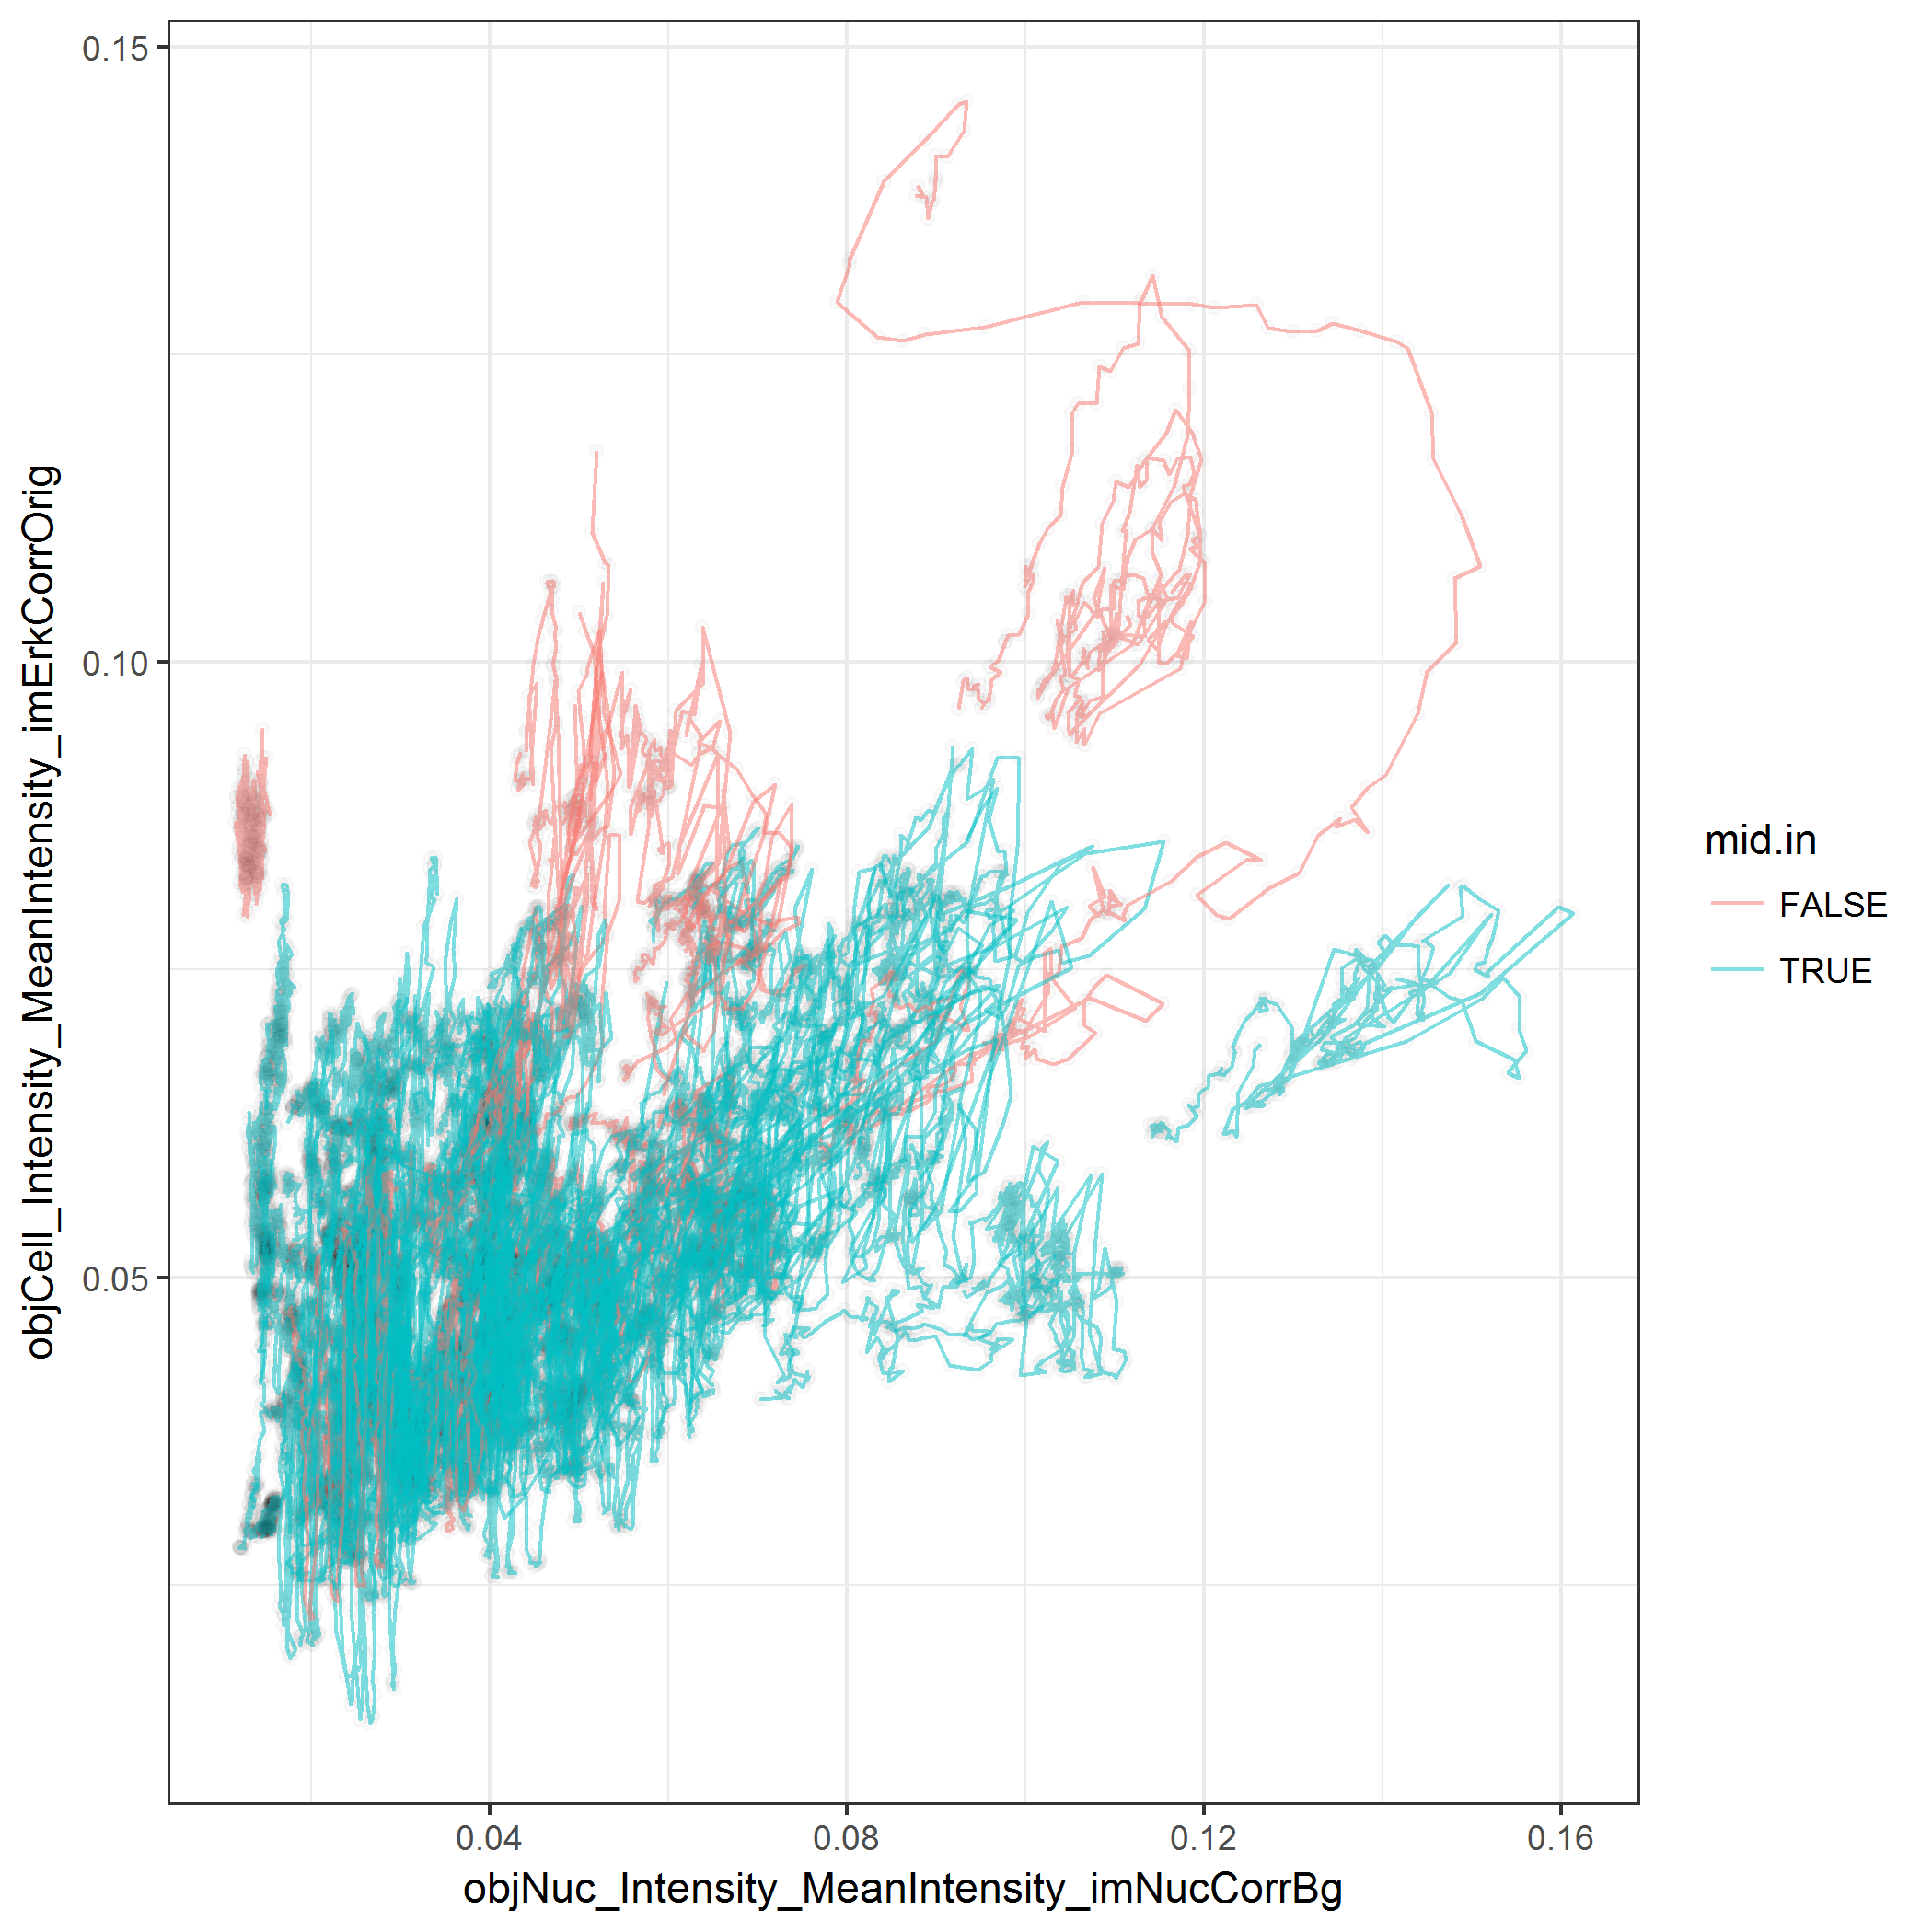 0.15
0.10
0.05
objCell_Intensity_MeanIntensity_imErkCorrOrig
0.04
0.08
0.12
0.16
objNuc_Intensity_MeanIntensity_imNucCorrBg
mid.in
FALSE
TRUE